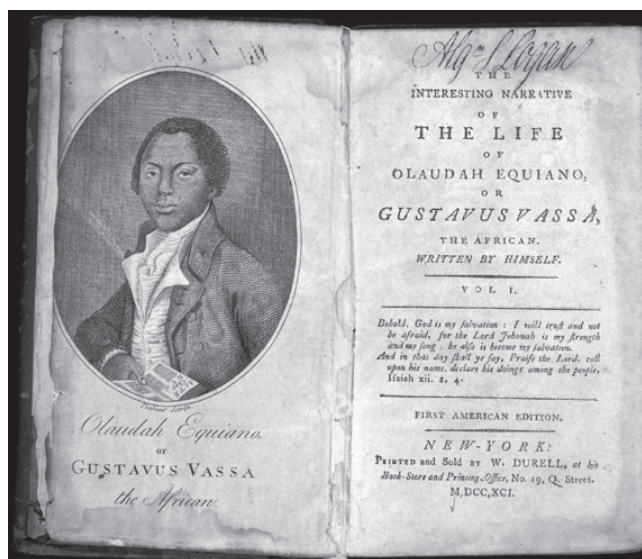 Olaudah Equiano.
or
GUSTAVUS VASSA
the African.
Algn S Logan
THE
INTERESTING NARRATIVE
OF
THE LIFE
OF
OLAUDAH EQUIANO,
OR
GUSTAVUS VASSA,
THE AFRICAN.
WRITTEN BY HIMSELF.
VOL I.
Behold, God is my salvation : I will trust and not
be afraid, for the Lord Jehovah is my strength
and my song ; he also is become my salvation.
And in that day shall ye say, Praise the Lord, call
upon his name, declare his doings among the people.
Isaiah xii. 2, 4.
FIRST AMERICAN EDITION.
NEW-YORK:
PRINTED and Sold BY W. DURELL, at his
Book-Store and Printing-Office, No. 19, Q. Street.
M,DCC,XCI.